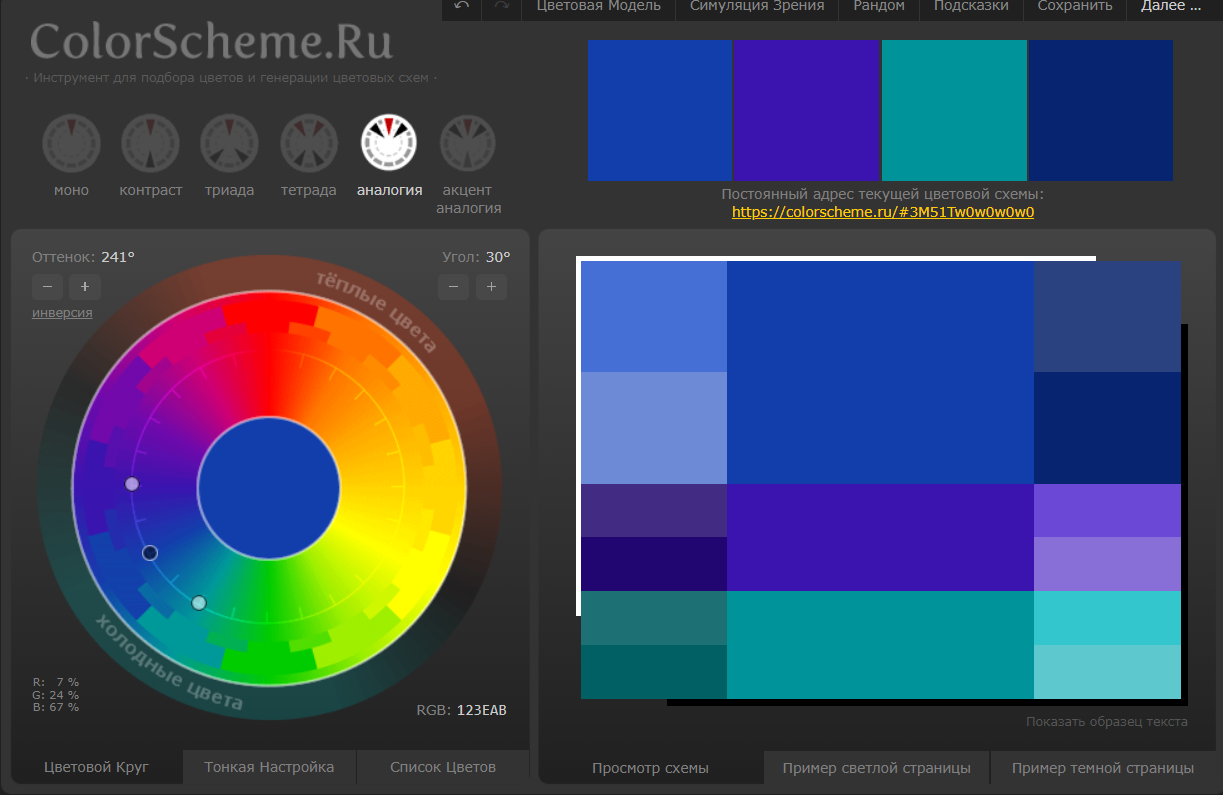 Цветовая Модель
Симуляция Зрения
Рандом
Подсказки
Сохранить
Далее ...
ColorScheme.Ru
· Инструмент для подбора цветов и генерации цветовых схем ·
моно
контраст
триада
тетрада
аналогия
акцент
аналогия
Постоянный адрес текущей цветовой схемы:
https://colorscheme.ru/#3M51Tw0w0w0w0
Оттенок: 241°
Угол: 30°
− +
− +
инверсия
тёплые цвета
холодные цвета
R: 7 %
G: 24 %
B: 67 %
RGB: 123EAB
Показать образец текста
Цветовой Круг
Тонкая Настройка
Список Цветов
Просмотр схемы
Пример светлой страницы
Пример темной страницы